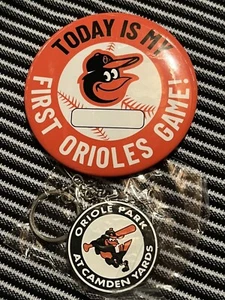 TODAY IS MY
FIRST ORIOLES GAME!
ORIOLE PARK
AT CAMDEN YARDS